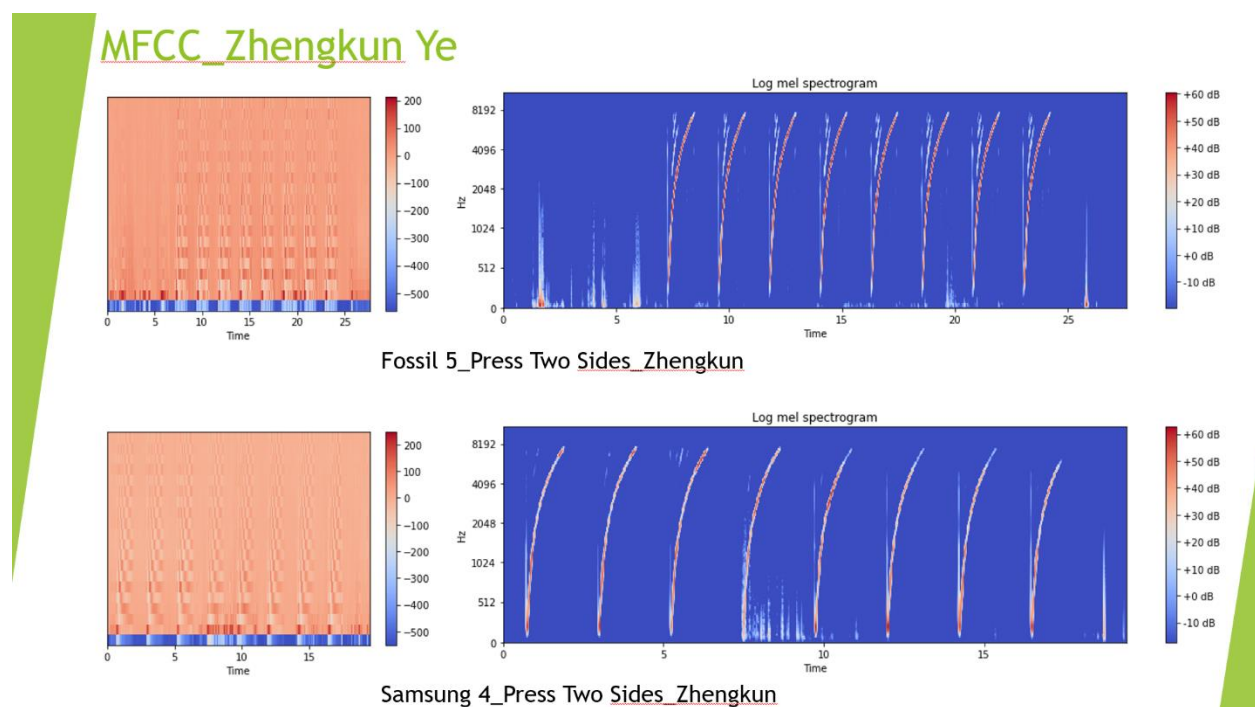 MFCC_Zhengkun Ye
200
100
0
−100
−200
−300
−400
−500
0 5 10 15 20 25
Time
Log mel spectrogram
8192
4096
2048
1024
512
0
Hz
0 5 10 15 20 25
Time
+60 dB
+50 dB
+40 dB
+30 dB
+20 dB
+10 dB
+0 dB
-10 dB
Fossil 5_Press Two Sides_Zhengkun
200
100
0
−100
−200
−300
−400
−500
0 5 10 15
Time
Log mel spectrogram
8192
4096
2048
1024
512
0
Hz
0 5 10 15
Time
+60 dB
+50 dB
+40 dB
+30 dB
+20 dB
+10 dB
+0 dB
-10 dB
Samsung 4_Press Two Sides_Zhengkun